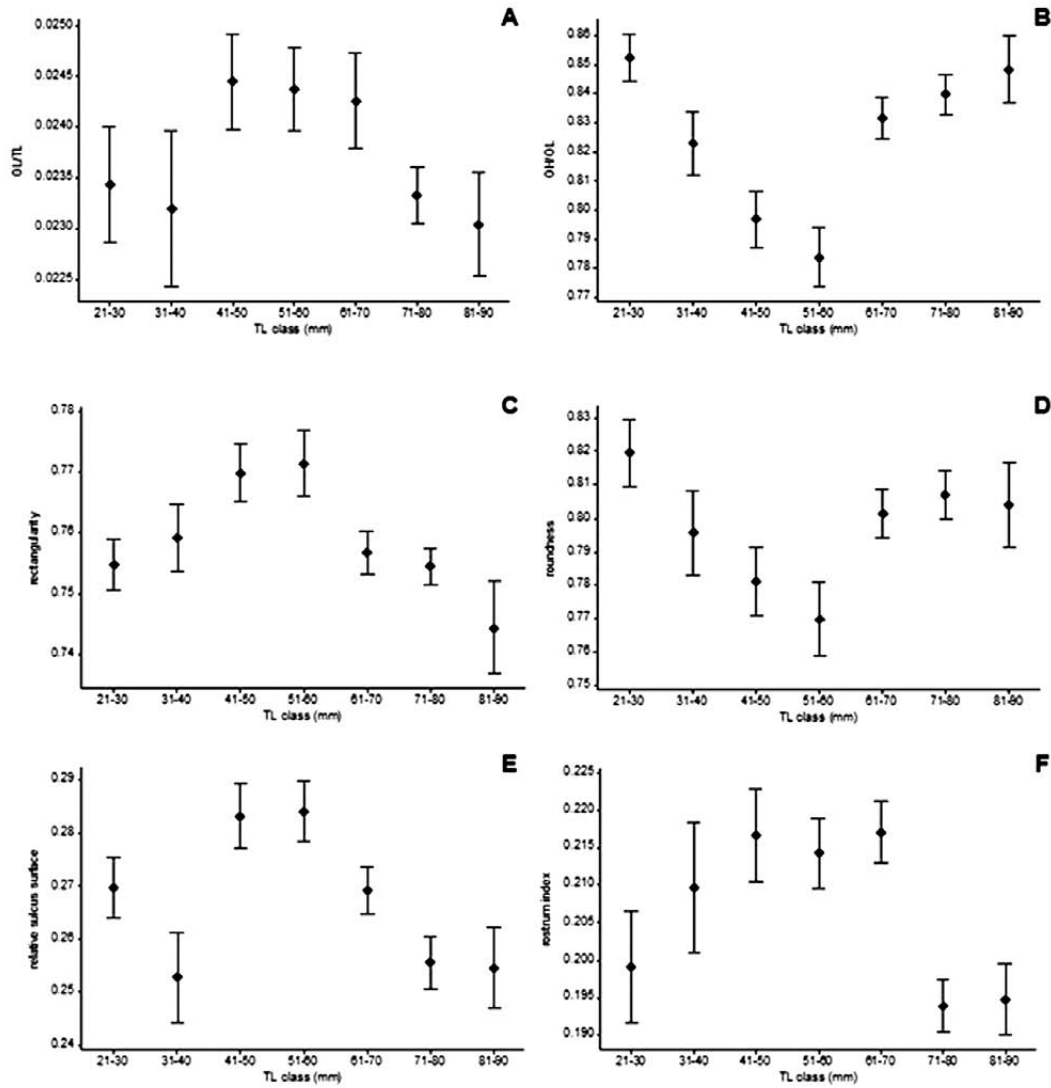 A
0.0250
0.0245
0.0240
0.0235
0.0230
0.0225
OL/TL
21-30 31-40 41-50 51-60 61-70 71-80 81-90
TL class (mm)
B
0.86
0.85
0.84
0.83
0.82
0.81
0.80
0.79
0.78
0.77
OH/OL
21-30 31-40 41-50 51-60 61-70 71-80 81-90
TL class (mm)
C
0.78
0.77
0.76
0.75
0.74
rectangularity
21-30 31-40 41-50 51-60 61-70 71-80 81-90
TL class (mm)
D
0.83
0.82
0.81
0.80
0.79
0.78
0.77
0.76
0.75
roundness
21-30 31-40 41-50 51-60 61-70 71-80 81-90
TL class (mm)
E
0.29
0.28
0.27
0.26
0.25
0.24
relative sulcus surface
21-30 31-40 41-50 51-60 61-70 71-80 81-90
TL class (mm)
F
0.225
0.220
0.215
0.210
0.205
0.200
0.195
0.190
rostrum index
21-30 31-40 41-50 51-60 61-70 71-80 81-90
TL class (mm)